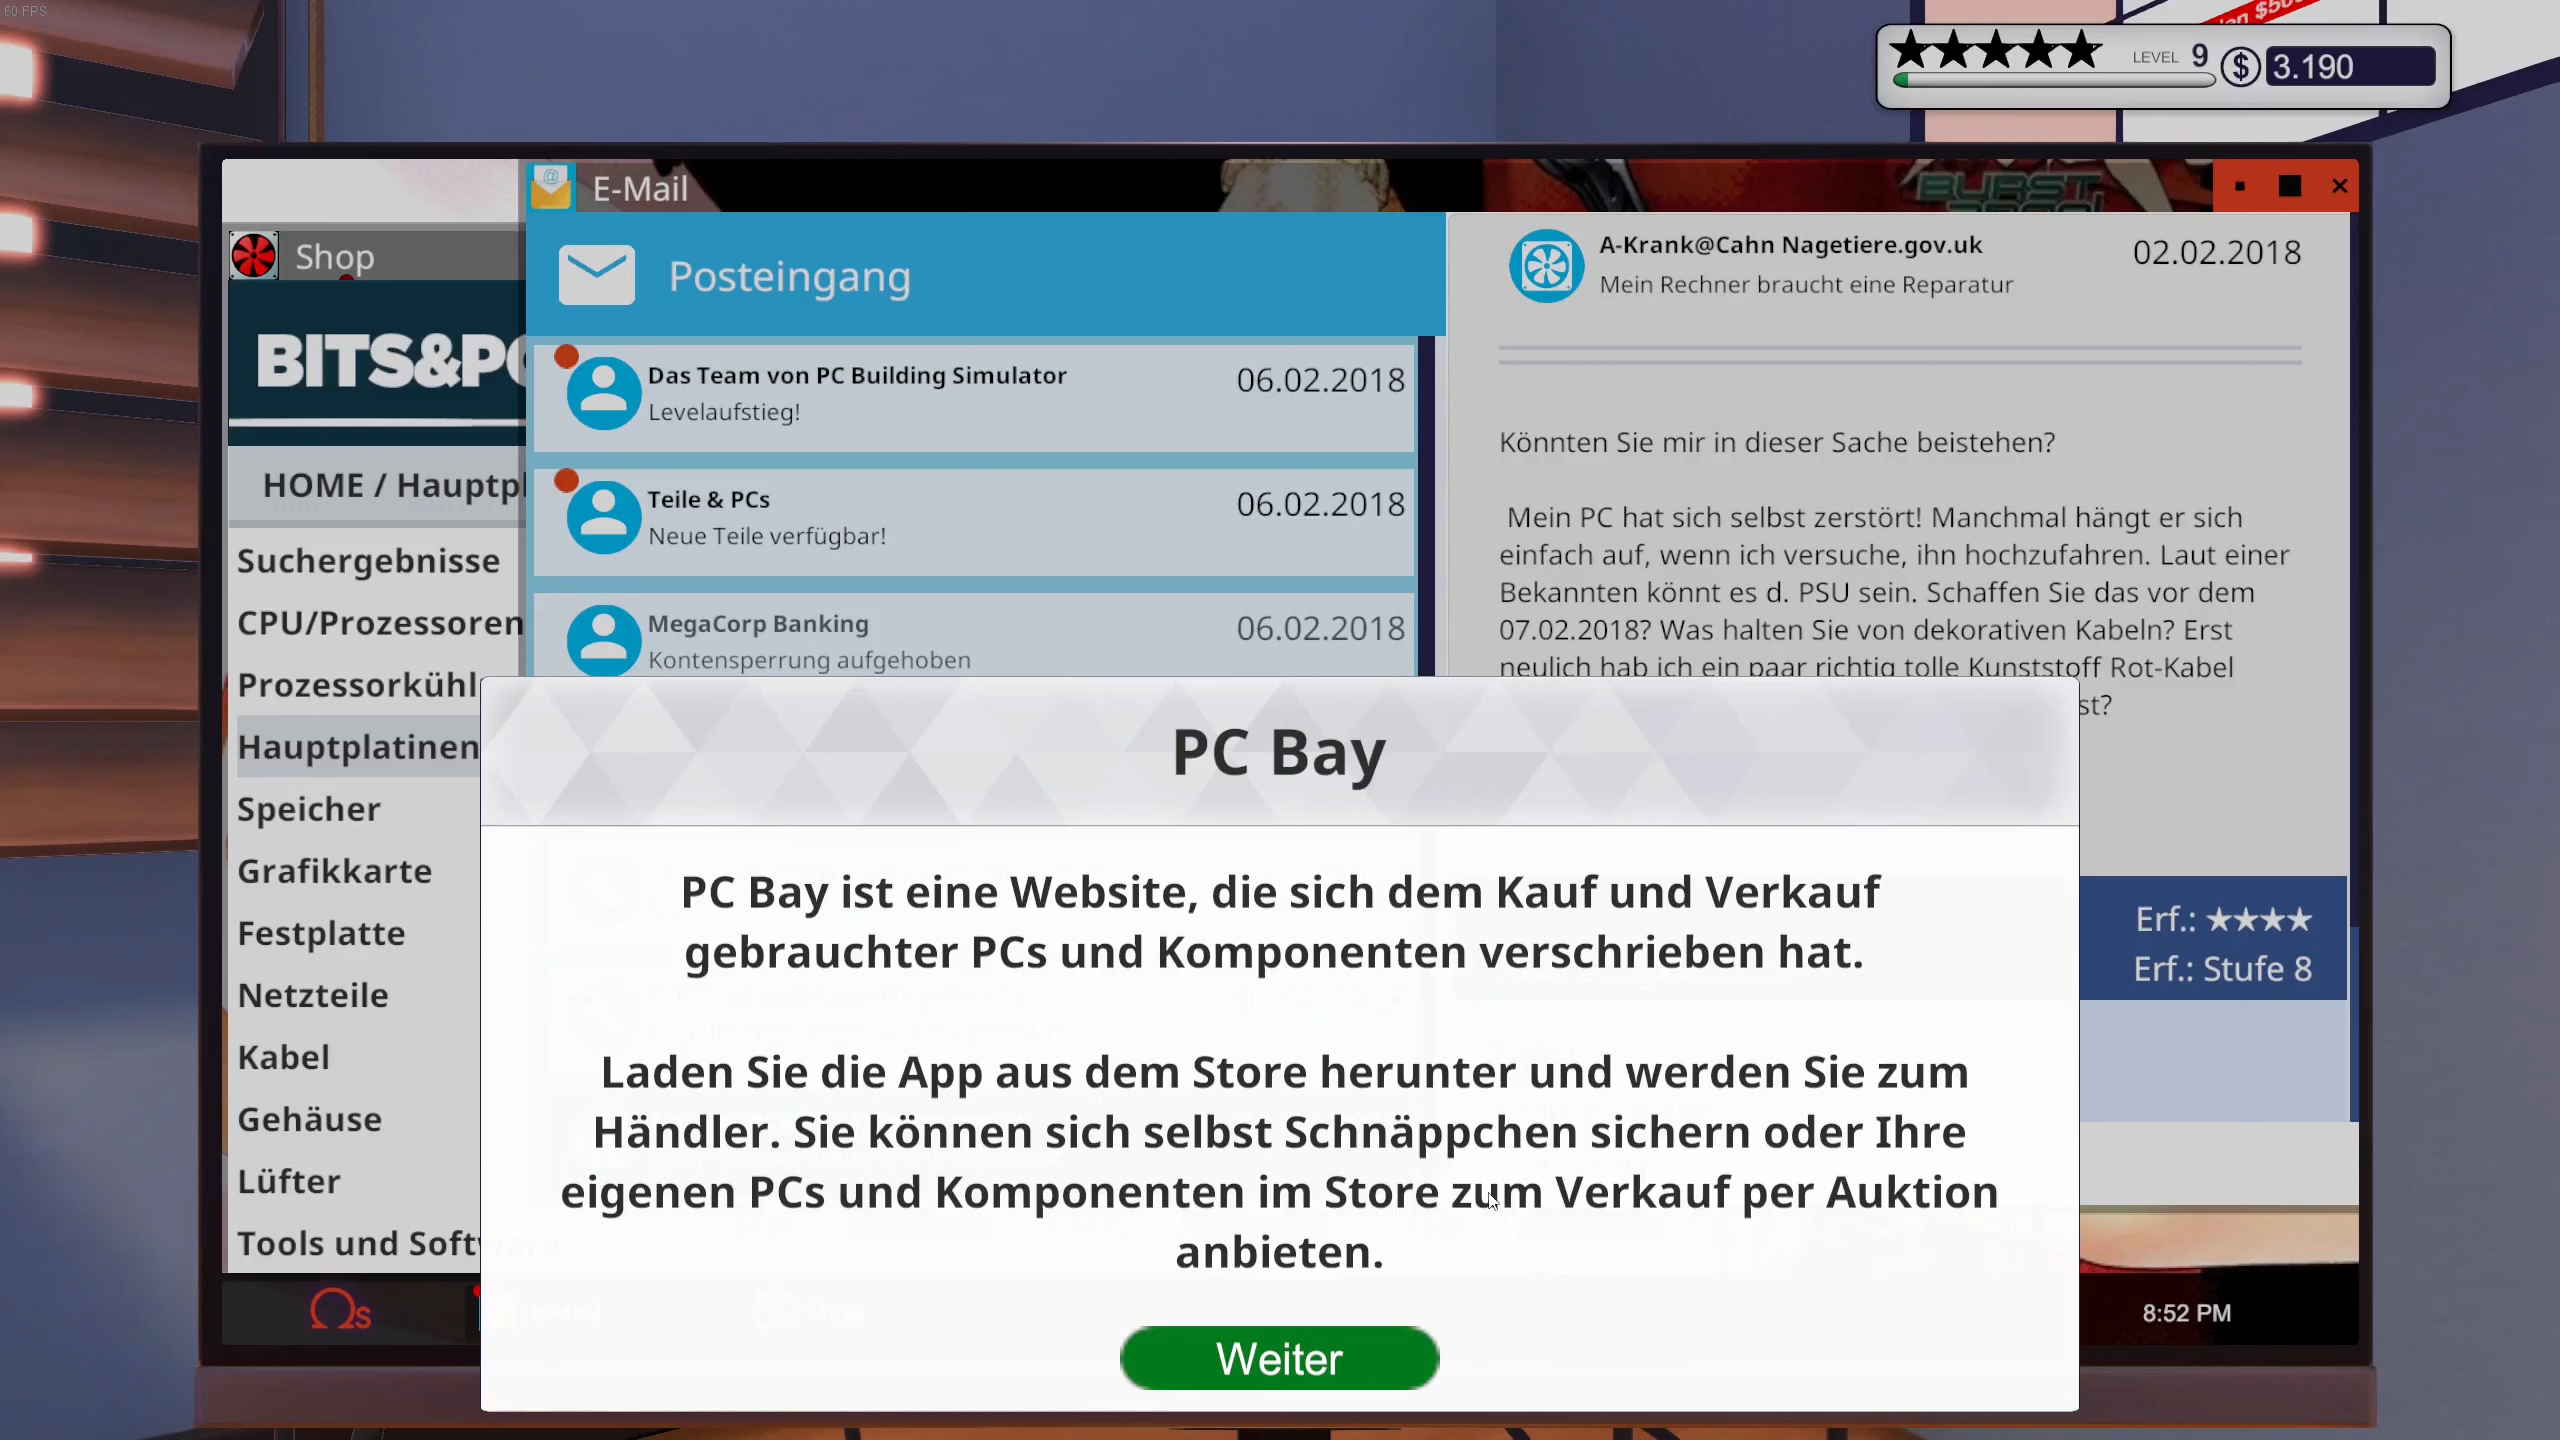 60 FPS
LEVEL 9
$ 3.190
E-Mail
Shop
BITS&PC
HOME / Hauptpl
Suchergebnisse
CPU/Prozessoren
Prozessorkühl
Hauptplatinen
Speicher
Grafikkarte
Festplatte
Netzteile
Kabel
Gehäuse
Lüfter
Tools und Soft
Posteingang
Das Team von PC Building Simulator
06.02.2018
Levelaufstieg!
Teile & PCs
06.02.2018
Neue Teile verfügbar!
MegaCorp Banking
06.02.2018
Kontensperrung aufgehoben
A-Krank@Cahn Nagetiere.gov.uk
02.02.2018
Mein Rechner braucht eine Reparatur
Könnten Sie mir in dieser Sache beistehen?
Mein PC hat sich selbst zerstört! Manchmal hängt er sich
einfach auf, wenn ich versuche, ihn hochzufahren. Laut einer
Bekannten könnt es d. PSU sein. Schaffen Sie das vor dem
07.02.2018? Was halten Sie von dekorativen Kabeln? Erst
neulich hab ich ein paar richtig tolle Kunststoff Rot-Kabel
st?
Erf.: ★★★★
Erf.: Stufe 8
PC Bay
PC Bay ist eine Website, die sich dem Kauf und Verkauf
gebrauchter PCs und Komponenten verschrieben hat.
Laden Sie die App aus dem Store herunter und werden Sie zum
Händler. Sie können sich selbst Schnäppchen sichern oder Ihre
eigenen PCs und Komponenten im Store zum Verkauf per Auktion
anbieten.
Weiter
Ωs
8:52 PM